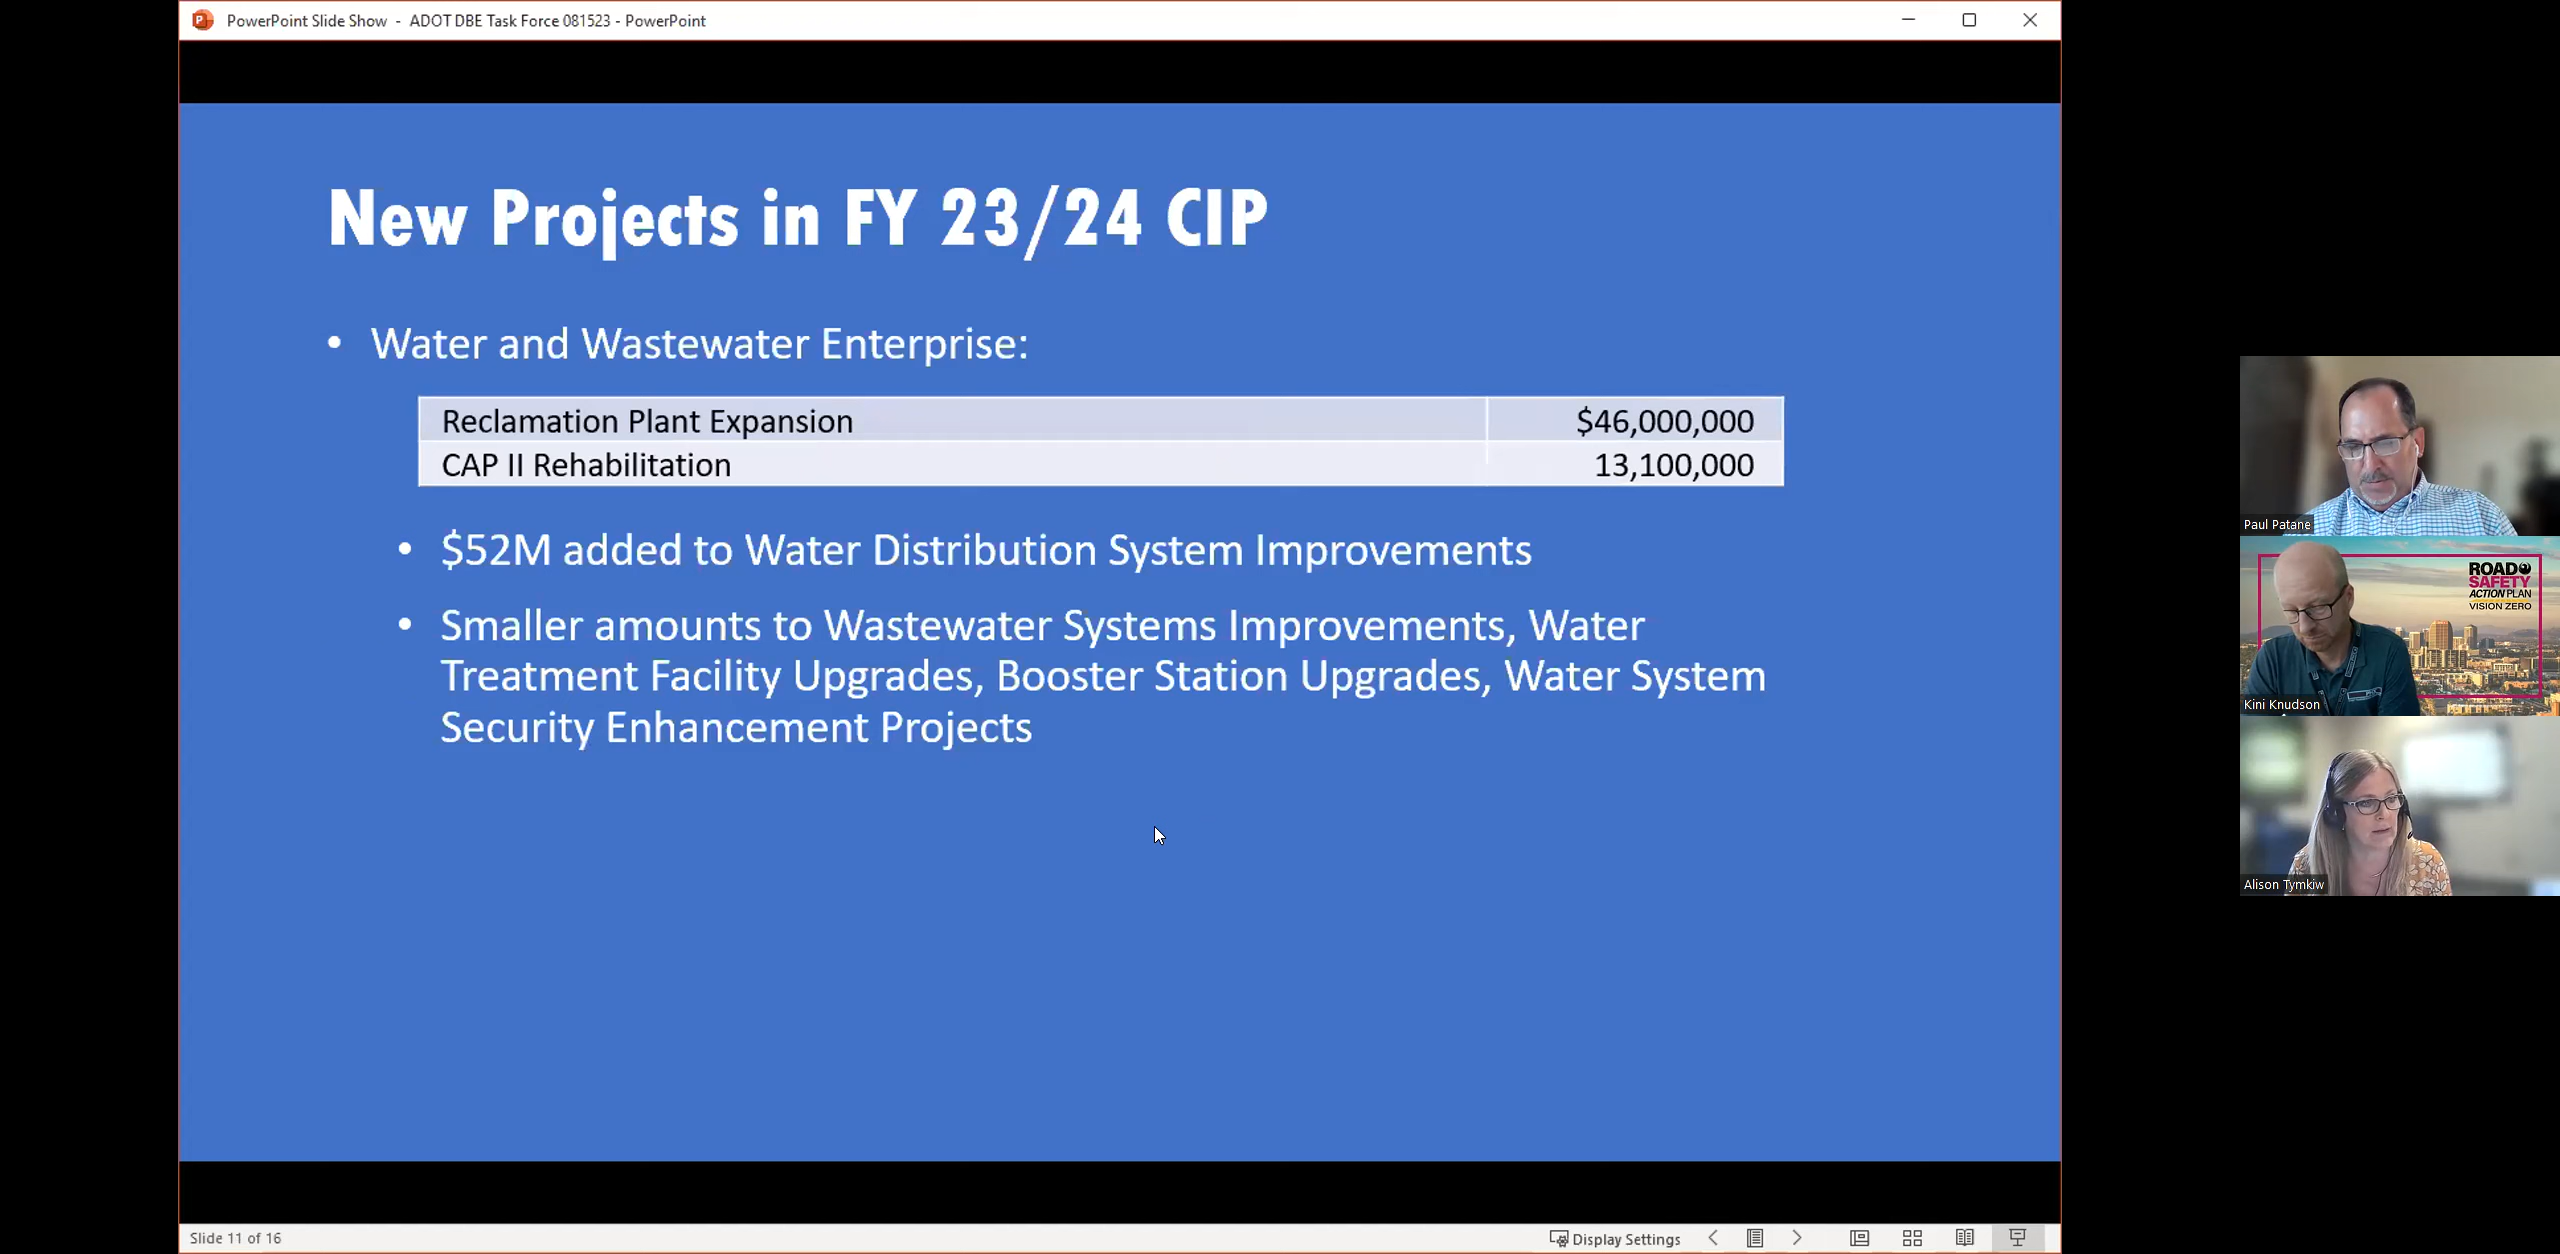 PowerPoint Slide Show - ADOT DBE Task Force 081523 - PowerPoint
New Projects in FY 23/24 CIP
• Water and Wastewater Enterprise:
Reclamation Plant Expansion $46,000,000
CAP II Rehabilitation 13,100,000
• $52M added to Water Distribution System Improvements
• Smaller amounts to Wastewater Systems Improvements, Water
Treatment Facility Upgrades, Booster Station Upgrades, Water System
Security Enhancement Projects
Paul Patane
ROAD
SAFETY
ACTION PLAN
VISION ZERO
Kini Knudson
Alison Tymkiw
Slide 11 of 16
Display Settings